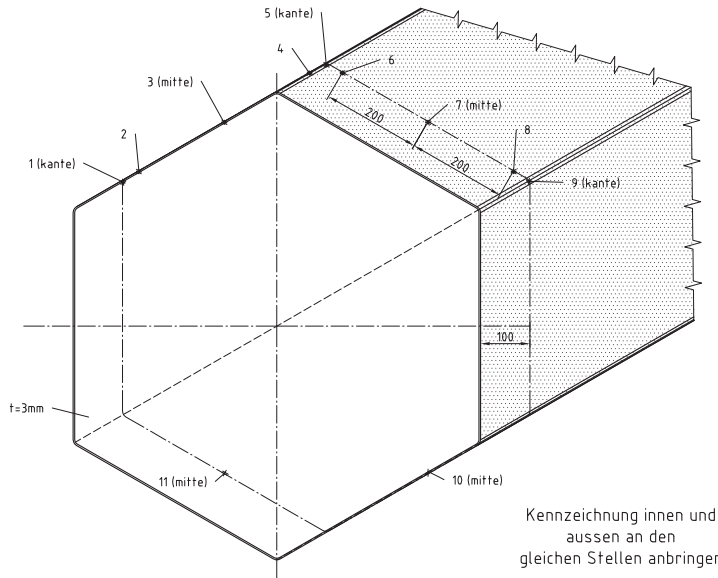 5 (kante)
4
6
3 (mitte)
7 (mitte)
200
2
8
1 (kante)
200
9 (kante)
100
t=3mm
11 (mitte)
10 (mitte)
Kennzeichnung innen und
aussen an den
gleichen Stellen anbringen